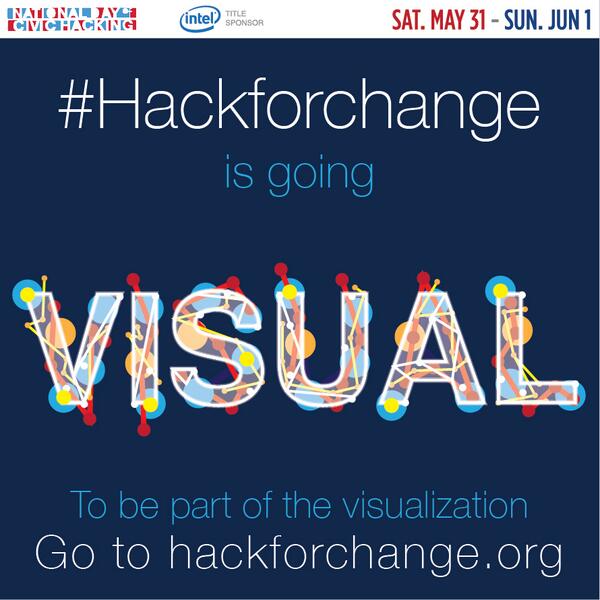 NATIONAL DAY OF
CIVIC HACKING
intel
TITLE
SPONSOR
SAT. MAY 31 - SUN. JUN 1
#Hackforchange
is going
VISUAL
To be part of the visualization
Go to hackforchange.org